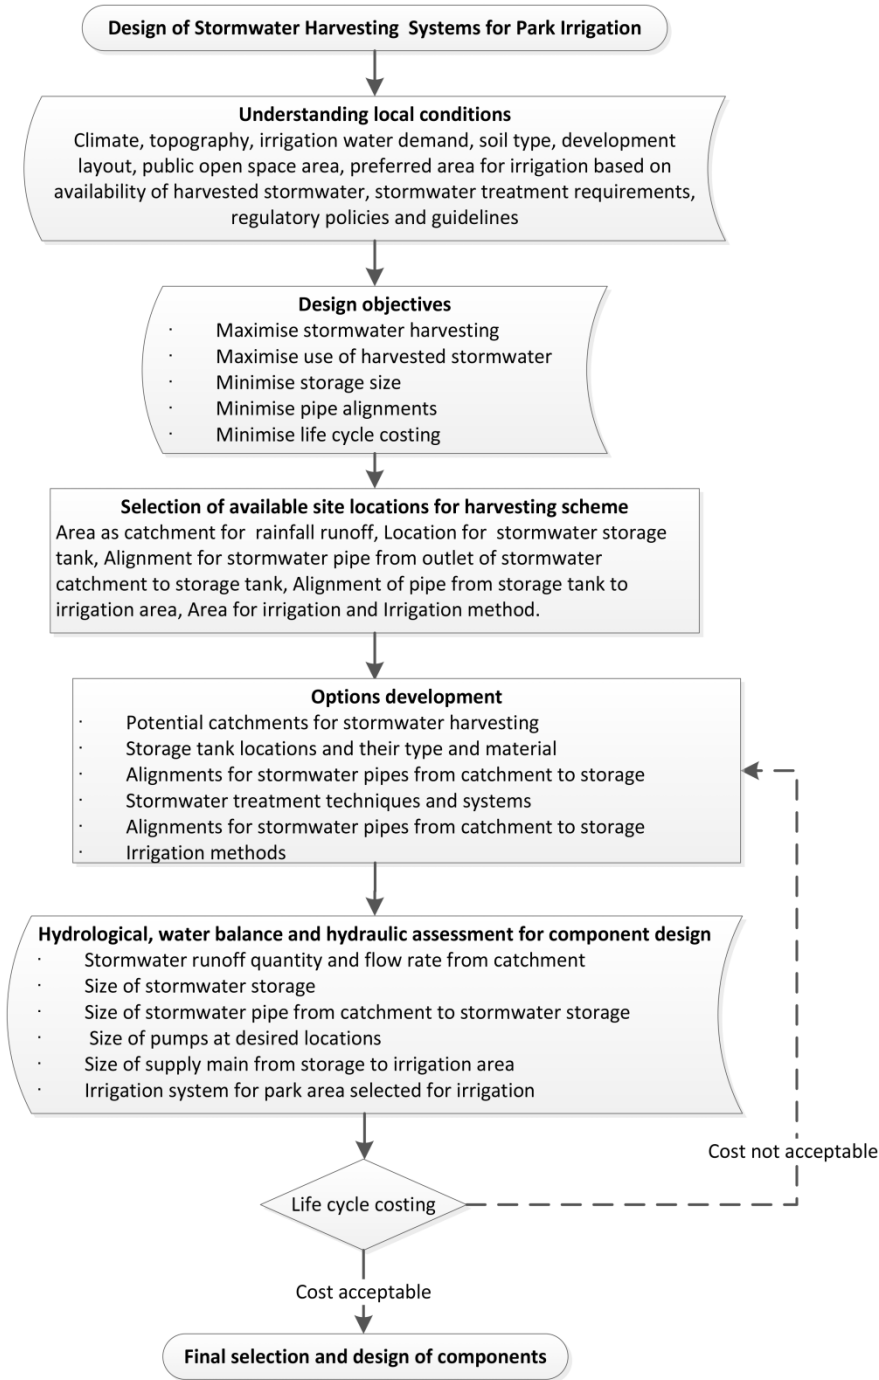 Design of Stormwater Harvesting Systems for Park Irrigation
Understanding local conditions
Climate, topography, irrigation water demand, soil type, development
layout, public open space area, preferred area for irrigation based on
availability of harvested stormwater, stormwater treatment requirements,
regulatory policies and guidelines
Design objectives
· Maximise stormwater harvesting
· Maximise use of harvested stormwater
· Minimise storage size
· Minimise pipe alignments
· Minimise life cycle costing
Selection of available site locations for harvesting scheme
Area as catchment for rainfall runoff, Location for stormwater storage
tank, Alignment for stormwater pipe from outlet of stormwater
catchment to storage tank, Alignment of pipe from storage tank to
irrigation area, Area for irrigation and Irrigation method.
Options development
· Potential catchments for stormwater harvesting
· Storage tank locations and their type and material
· Alignments for stormwater pipes from catchment to storage
· Stormwater treatment techniques and systems
· Alignments for stormwater pipes from catchment to storage
· Irrigation methods
Hydrological, water balance and hydraulic assessment for component design
· Stormwater runoff quantity and flow rate from catchment
· Size of stormwater storage
· Size of stormwater pipe from catchment to stormwater storage
· Size of pumps at desired locations
· Size of supply main from storage to irrigation area
· Irrigation system for park area selected for irrigation
Cost not acceptable
Life cycle costing
Cost acceptable
Final selection and design of components